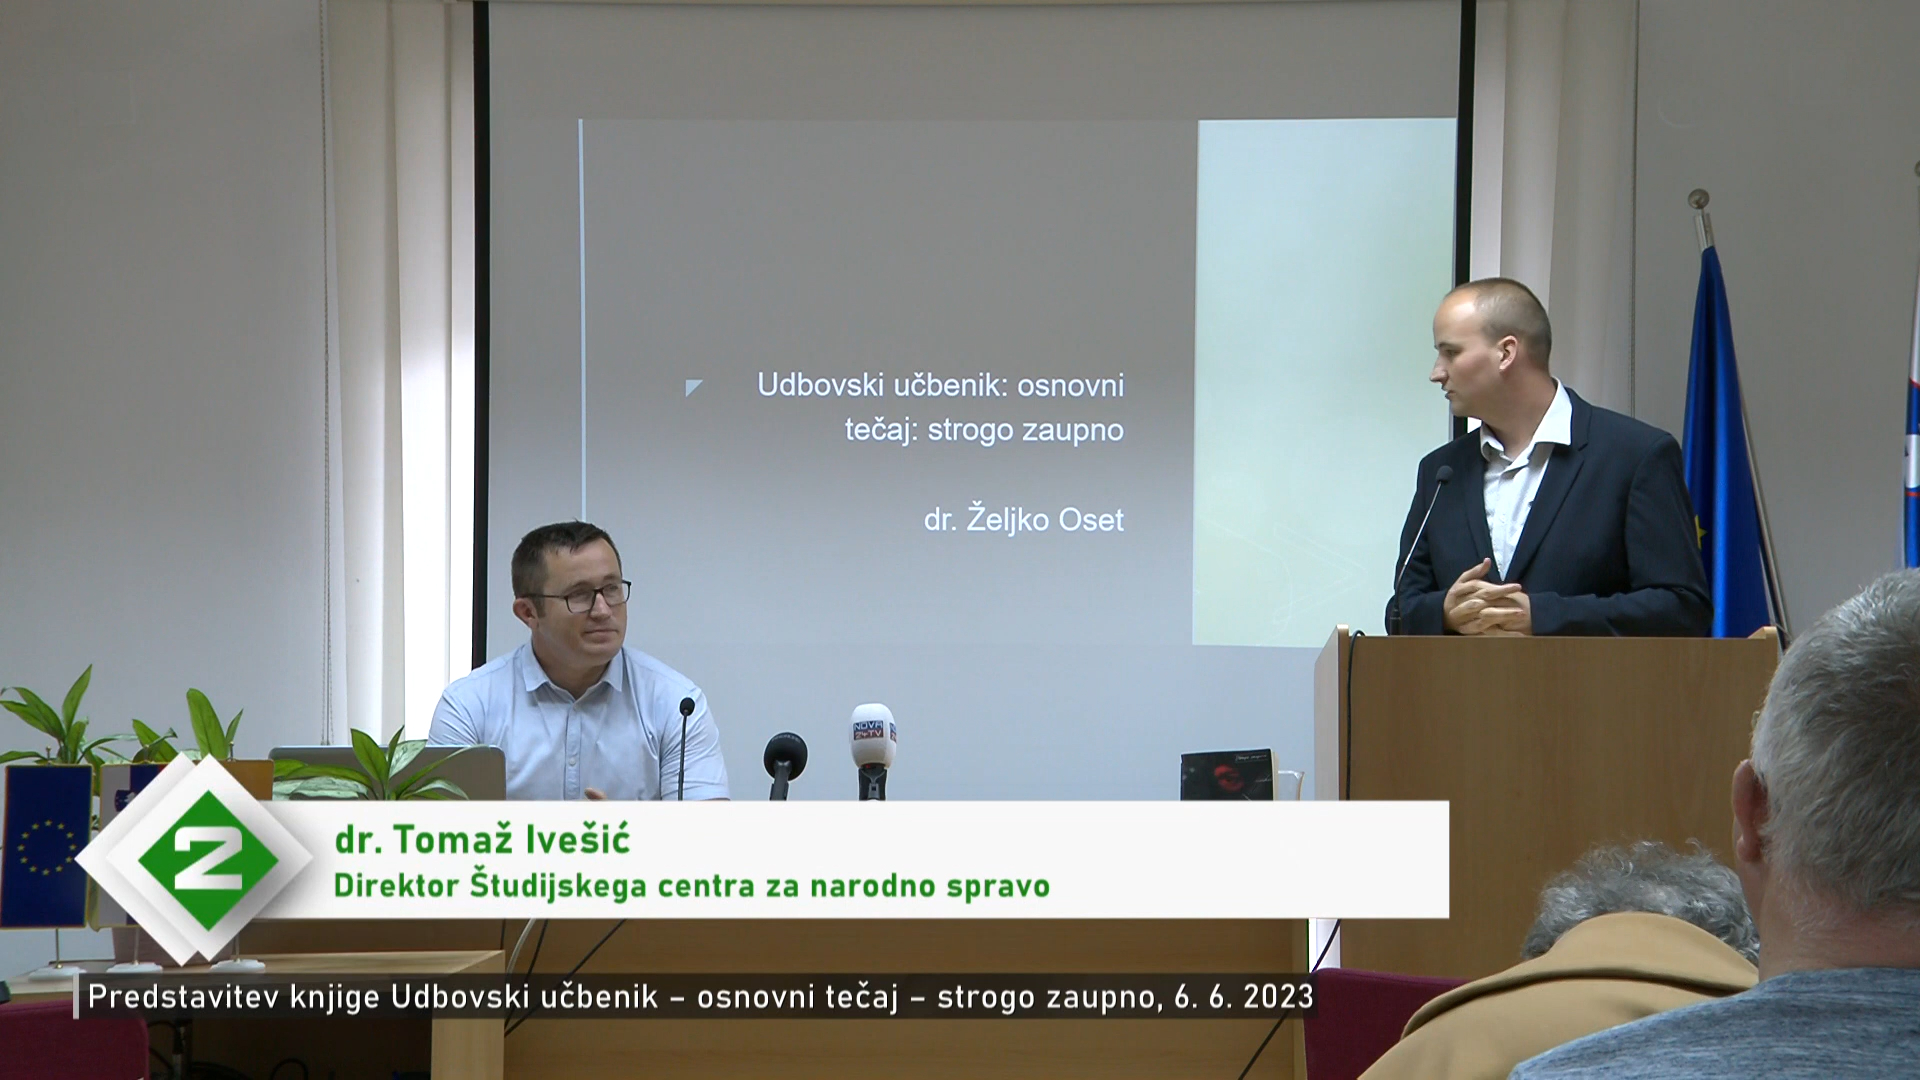 Udbovski učbenik: osnovni
tečaj: strogo zaupno
dr. Željko Oset
NOVA
24TV
2
dr. Tomaž Ivešić
Direktor Študijskega centra za narodno spravo
Predstavitev knjige Udbovski učbenik – osnovni tečaj – strogo zaupno, 6. 6. 2023